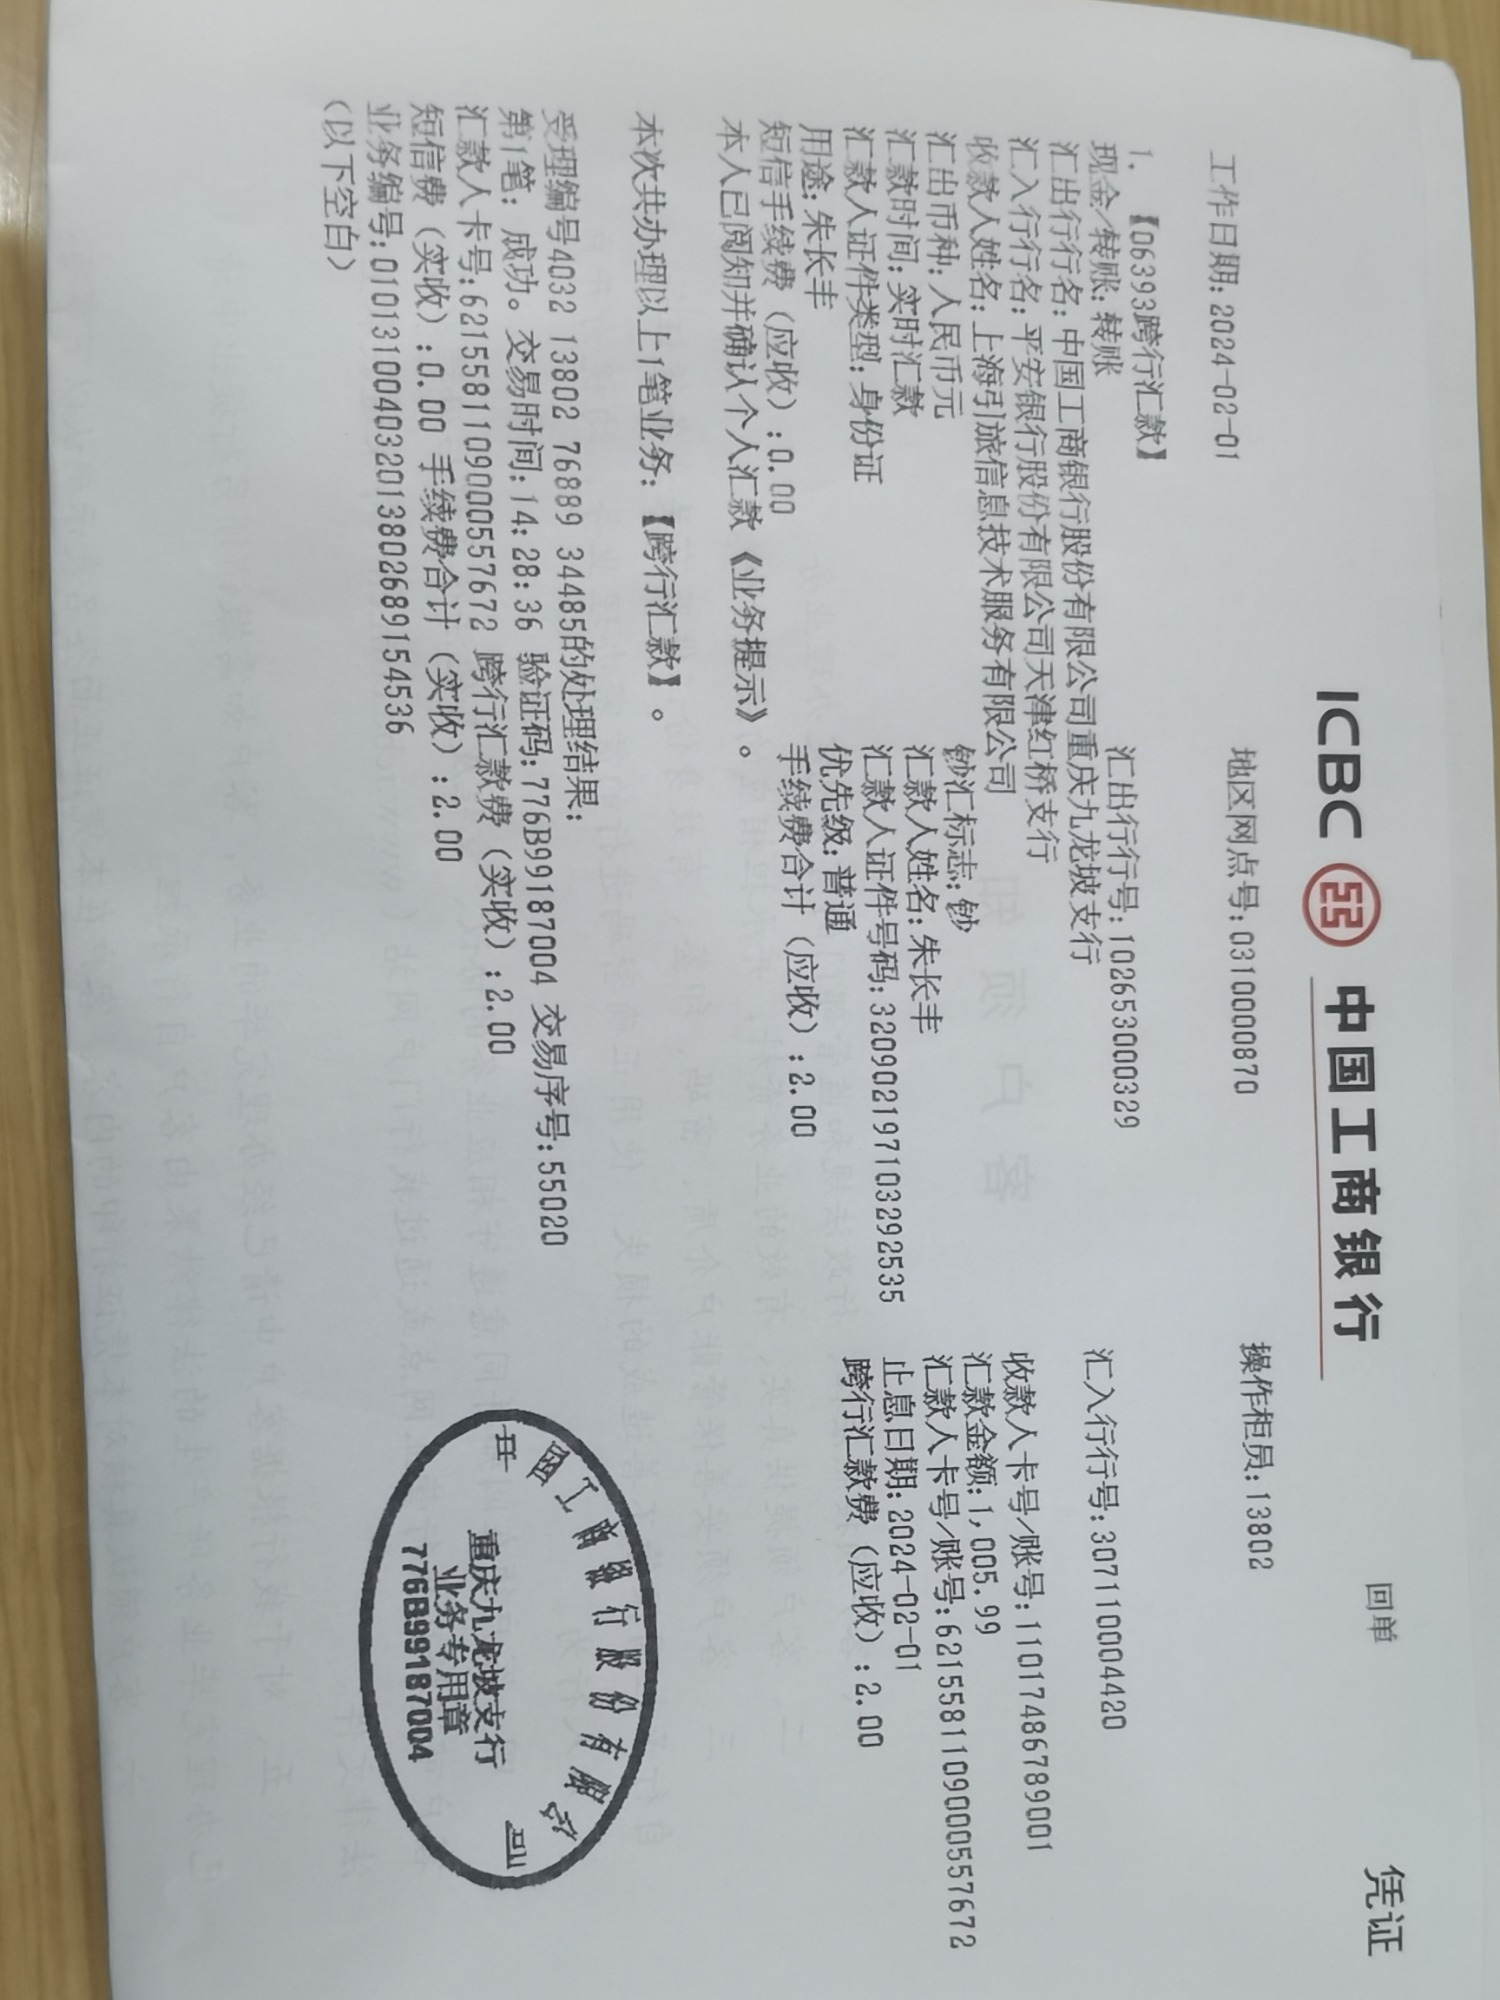 ICBC 中国工商银行 回单 凭证
工作日期:2024-02-01 地区网点号:0310000870 操作柜员:13802
1. 【06393跨行汇款】
现金/转账:转账 汇出行行号:102653000329 汇入行行号:307110004420
汇出行行名:中国工商银行股份有限公司重庆九龙坡支行
汇入行行名:平安银行股份有限公司天津红桥支行
收款人姓名:上海引旅信息技术服务有限公司 收款人卡号/账号:11017486789001
汇出币种:人民币元 钞汇标志:钞 汇款金额:1,005.99
汇款时间:实时汇款 汇款人姓名:朱长丰 汇款人卡号/账号:6215581109000557672
汇款人证件类型:身份证 汇款人证件号码:320902197103292535 止息日期:2024-02-01
用途:朱长丰 优先级:普通 跨行汇款费(应收):2.00
短信手续费(应收):0.00 手续费合计(应收):2.00
本人已阅知并确认个人汇款《业务提示》。
本次共办理以上1笔业务:【跨行汇款】。
受理编号4032 13802 76889 34485的处理结果:
第1笔:成功。交易时间:14:28:36 验证码:776B99187004 交易序号:55020
汇款人卡号:6215581109000557672 跨行汇款费(实收):2.00
短信费(实收):0.00 手续费合计(实收):2.00
业务编号:010131004032013802689154536
(以下空白)
中国工商银行股份有限公司
重庆九龙坡支行
业务专用章
776B99187004